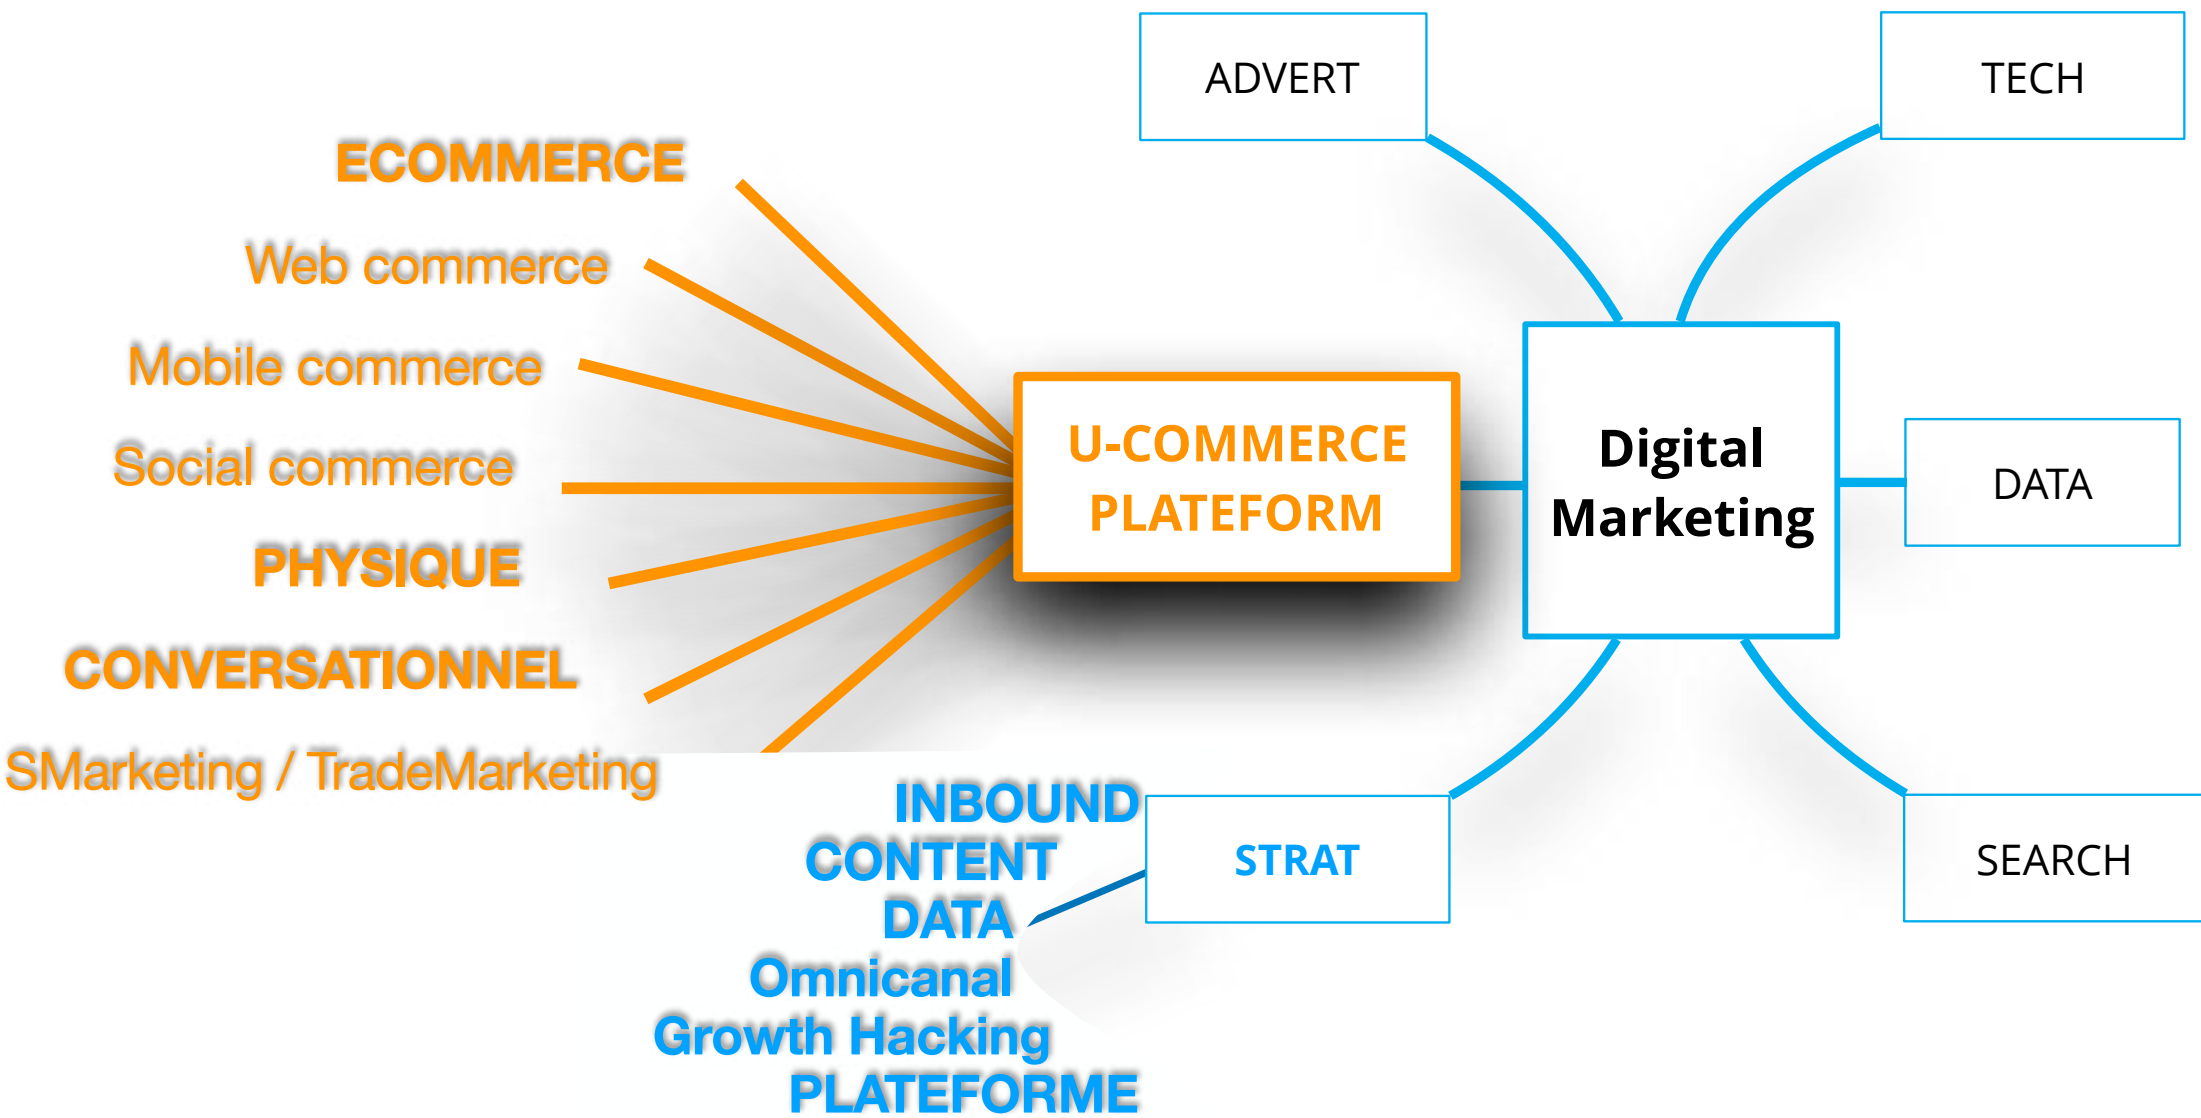 ADVERT
TECH
ECOMMERCE
Web commerce
Mobile commerce
Social commerce
PHYSIQUE
CONVERSATIONNEL
SMarketing / TradeMarketing
U-COMMERCE
PLATEFORM
Digital
Marketing
DATA
INBOUND
CONTENT
DATA
Omnicanal
Growth Hacking
PLATEFORME
STRAT
SEARCH